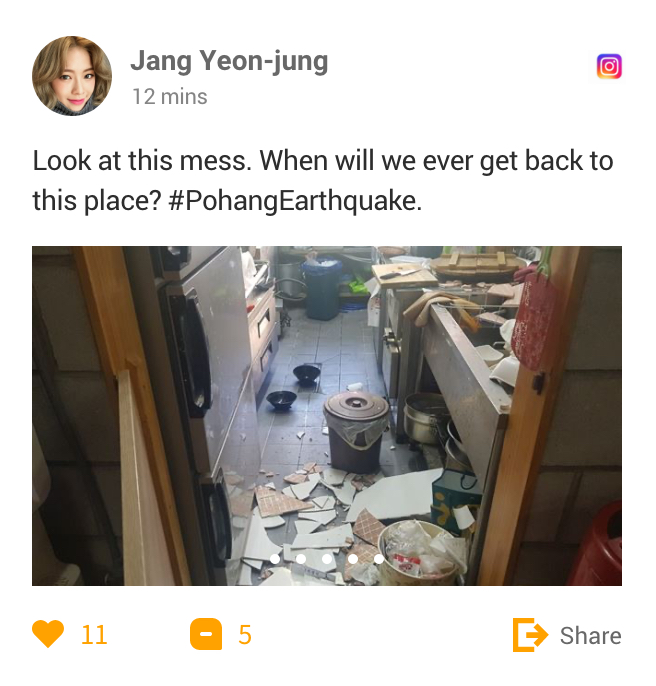 Jang Yeon-jung
12 mins
Look at this mess. When will we ever get back to
this place? #PohangEarthquake.
11
5
Share